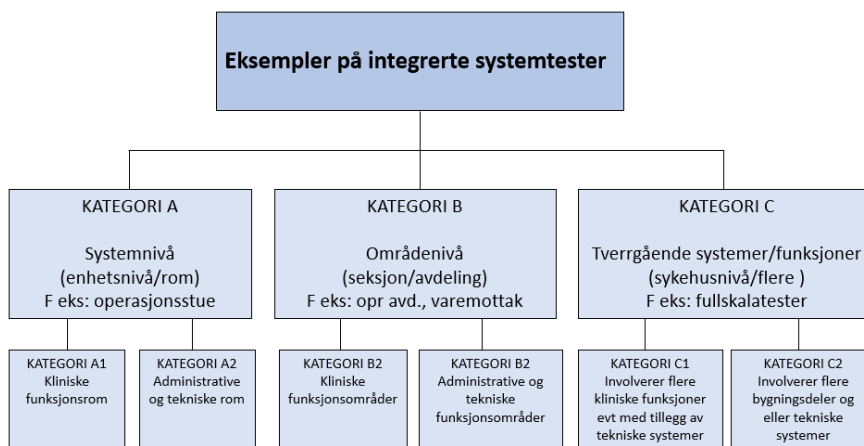 Eksempler på integrerte systemtester
KATEGORI A
Systemnivå
(enhetsnivå/rom)
F eks: operasjonsstue
KATEGORI B
Områdenivå
(seksjon/avdeling)
F eks: opr avd., varemottak
KATEGORI C
Tverrgående systemer/funksjoner
(sykehusnivå/flere )
F eks: fullskalatester
KATEGORI A1
Kliniske
funksjonsrom
KATEGORI A2
Administrative
og tekniske rom
KATEGORI B2
Kliniske
funksjonsområder
KATEGORI B2
Administrative og
tekniske
funksjonsområder
KATEGORI C1
Involverer flere
kliniske funksjoner
evt med tillegg av
tekniske systemer
KATEGORI C2
Involverer flere
bygningsdeler og
eller tekniske
systemer